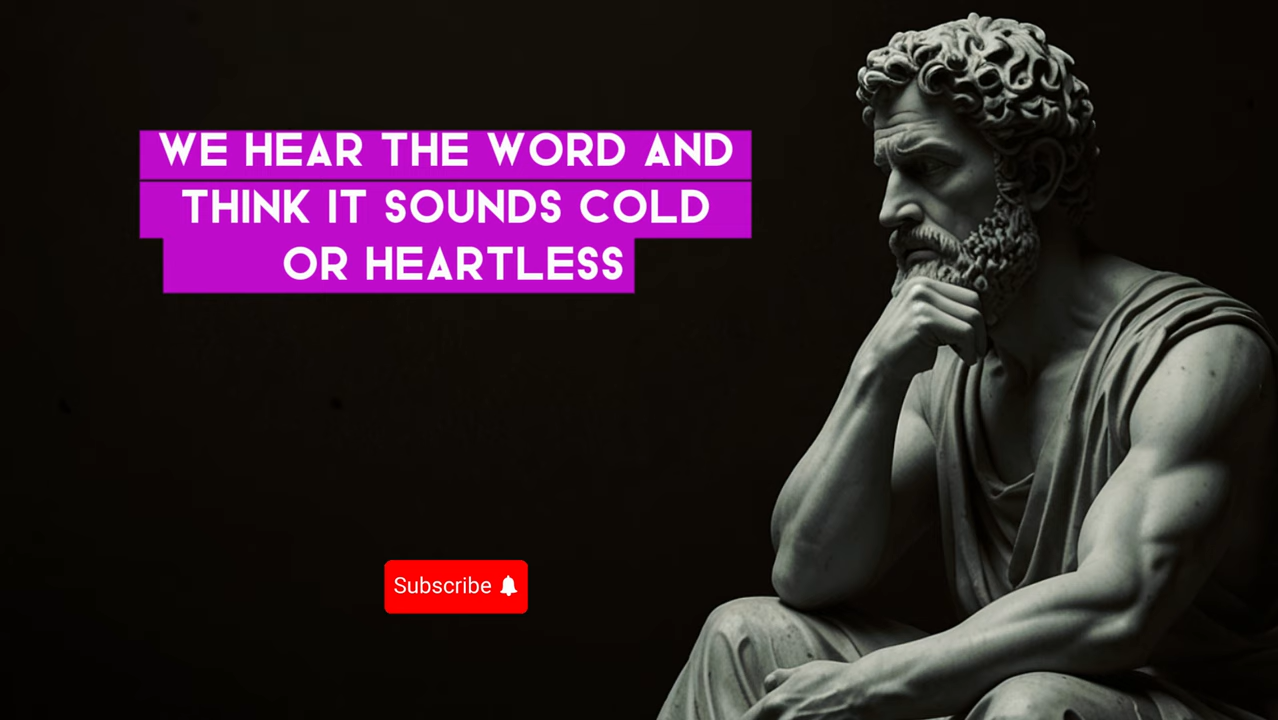 WE HEAR THE WORD AND
THINK IT SOUNDS COLD
OR HEARTLESS
Subscribe